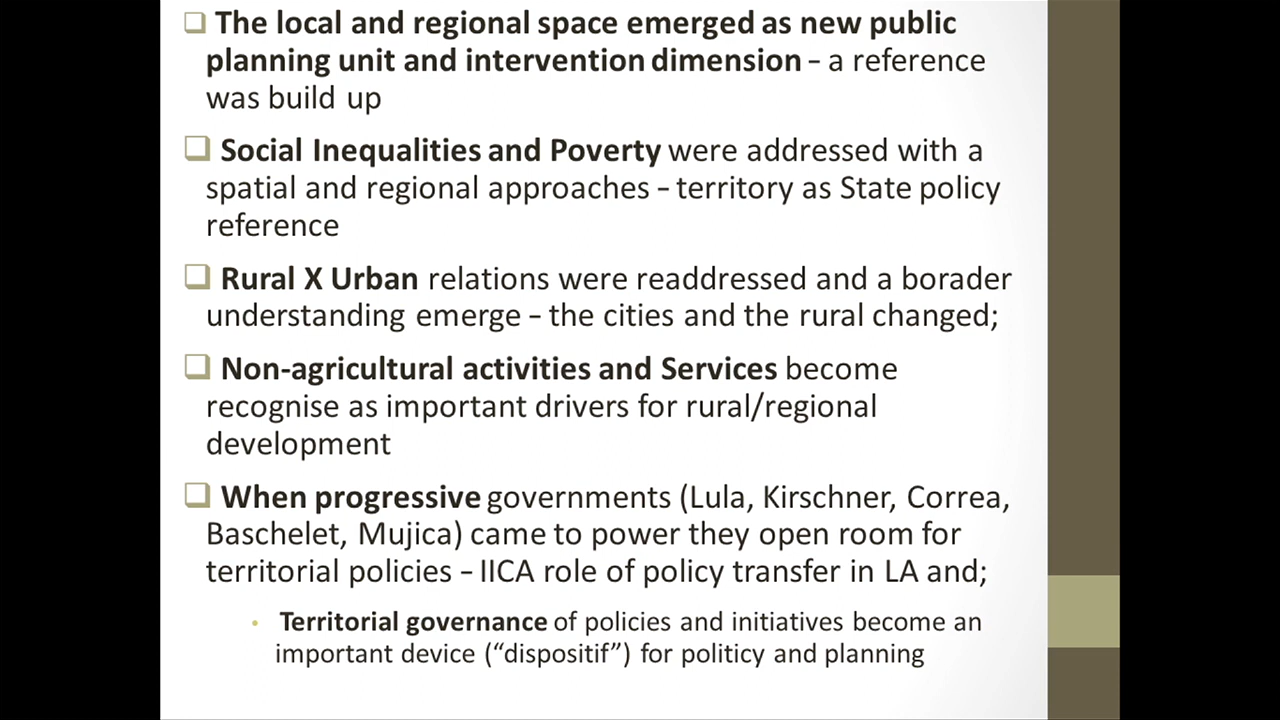 ❑ The local and regional space emerged as new public
planning unit and intervention dimension – a reference
was build up
❑ Social Inequalities and Poverty were addressed with a
spatial and regional approaches – territory as State policy
reference
❑ Rural X Urban relations were readdressed and a borader
understanding emerge – the cities and the rural changed;
❑ Non-agricultural activities and Services become
recognise as important drivers for rural/regional
development
❑ When progressive governments (Lula, Kirschner, Correa,
Baschelet, Mujica) came to power they open room for
territorial policies – IICA role of policy transfer in LA and;
• Territorial governance of policies and initiatives become an
important device (“dispositif”) for politicy and planning